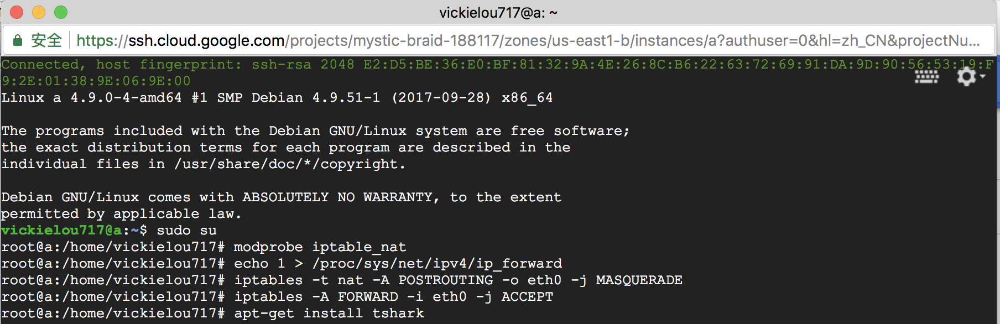 vickielou717@a: ~
安全 https://ssh.cloud.google.com/projects/mystic-braid-188117/zones/us-east1-b/instances/a?authuser=0&hl=zh_CN&projectNu...
Connected, host fingerprint: ssh-rsa 2048 E2:D5:BE:36:E0:BF:81:32:9A:4E:26:8C:B6:22:63:72:69:91:DA:9D:90:56:53:19:F
9:2E:01:38:9E:06:9E:00
Linux a 4.9.0-4-amd64 #1 SMP Debian 4.9.51-1 (2017-09-28) x86_64
The programs included with the Debian GNU/Linux system are free software;
the exact distribution terms for each program are described in the
individual files in /usr/share/doc/*/copyright.
Debian GNU/Linux comes with ABSOLUTELY NO WARRANTY, to the extent
permitted by applicable law.
vickielou717@a:~$ sudo su
root@a:/home/vickielou717# modprobe iptable_nat
root@a:/home/vickielou717# echo 1 > /proc/sys/net/ipv4/ip_forward
root@a:/home/vickielou717# iptables -t nat -A POSTROUTING -o eth0 -j MASQUERADE
root@a:/home/vickielou717# iptables -A FORWARD -i eth0 -j ACCEPT
root@a:/home/vickielou717# apt-get install tshark